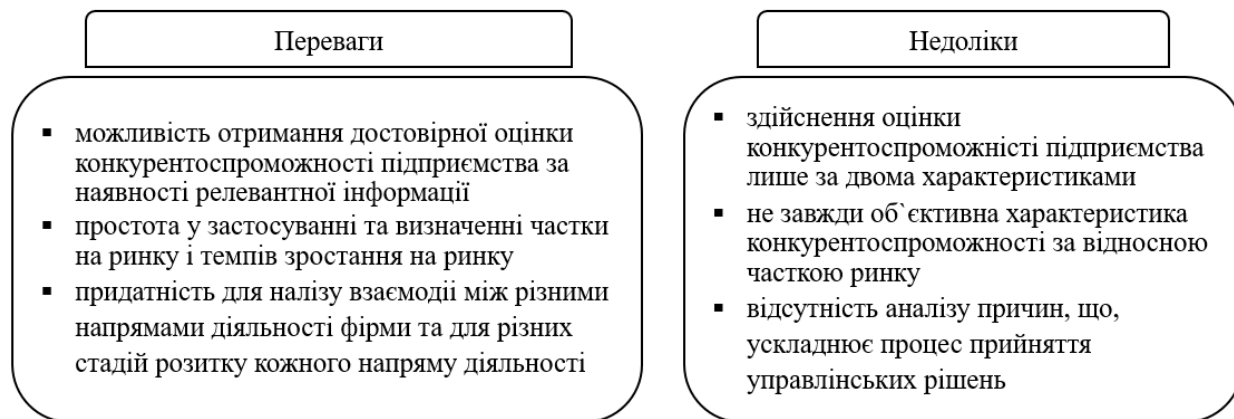 Переваги
▪ можливість отримання достовірної оцінки
конкурентоспроможності підприємства за
наявності релевантної інформації
▪ простота у застосуванні та визначенні частки
на ринку і темпів зростання на ринку
▪ придатність для налізу взаємодіі між різними
напрямами діяльності фірми та для різних
стадій розитку кожного напряму діяльності
Недоліки
▪ здійснення оцінки
конкурентоспроможністі підприємства
лише за двома характеристиками
▪ не завжди об`єктивна характеристика
конкурентоспроможності за відносною
часткою ринку
▪ відсутність аналізу причин, що,
ускладнює процес прийняття
управлінських рішень